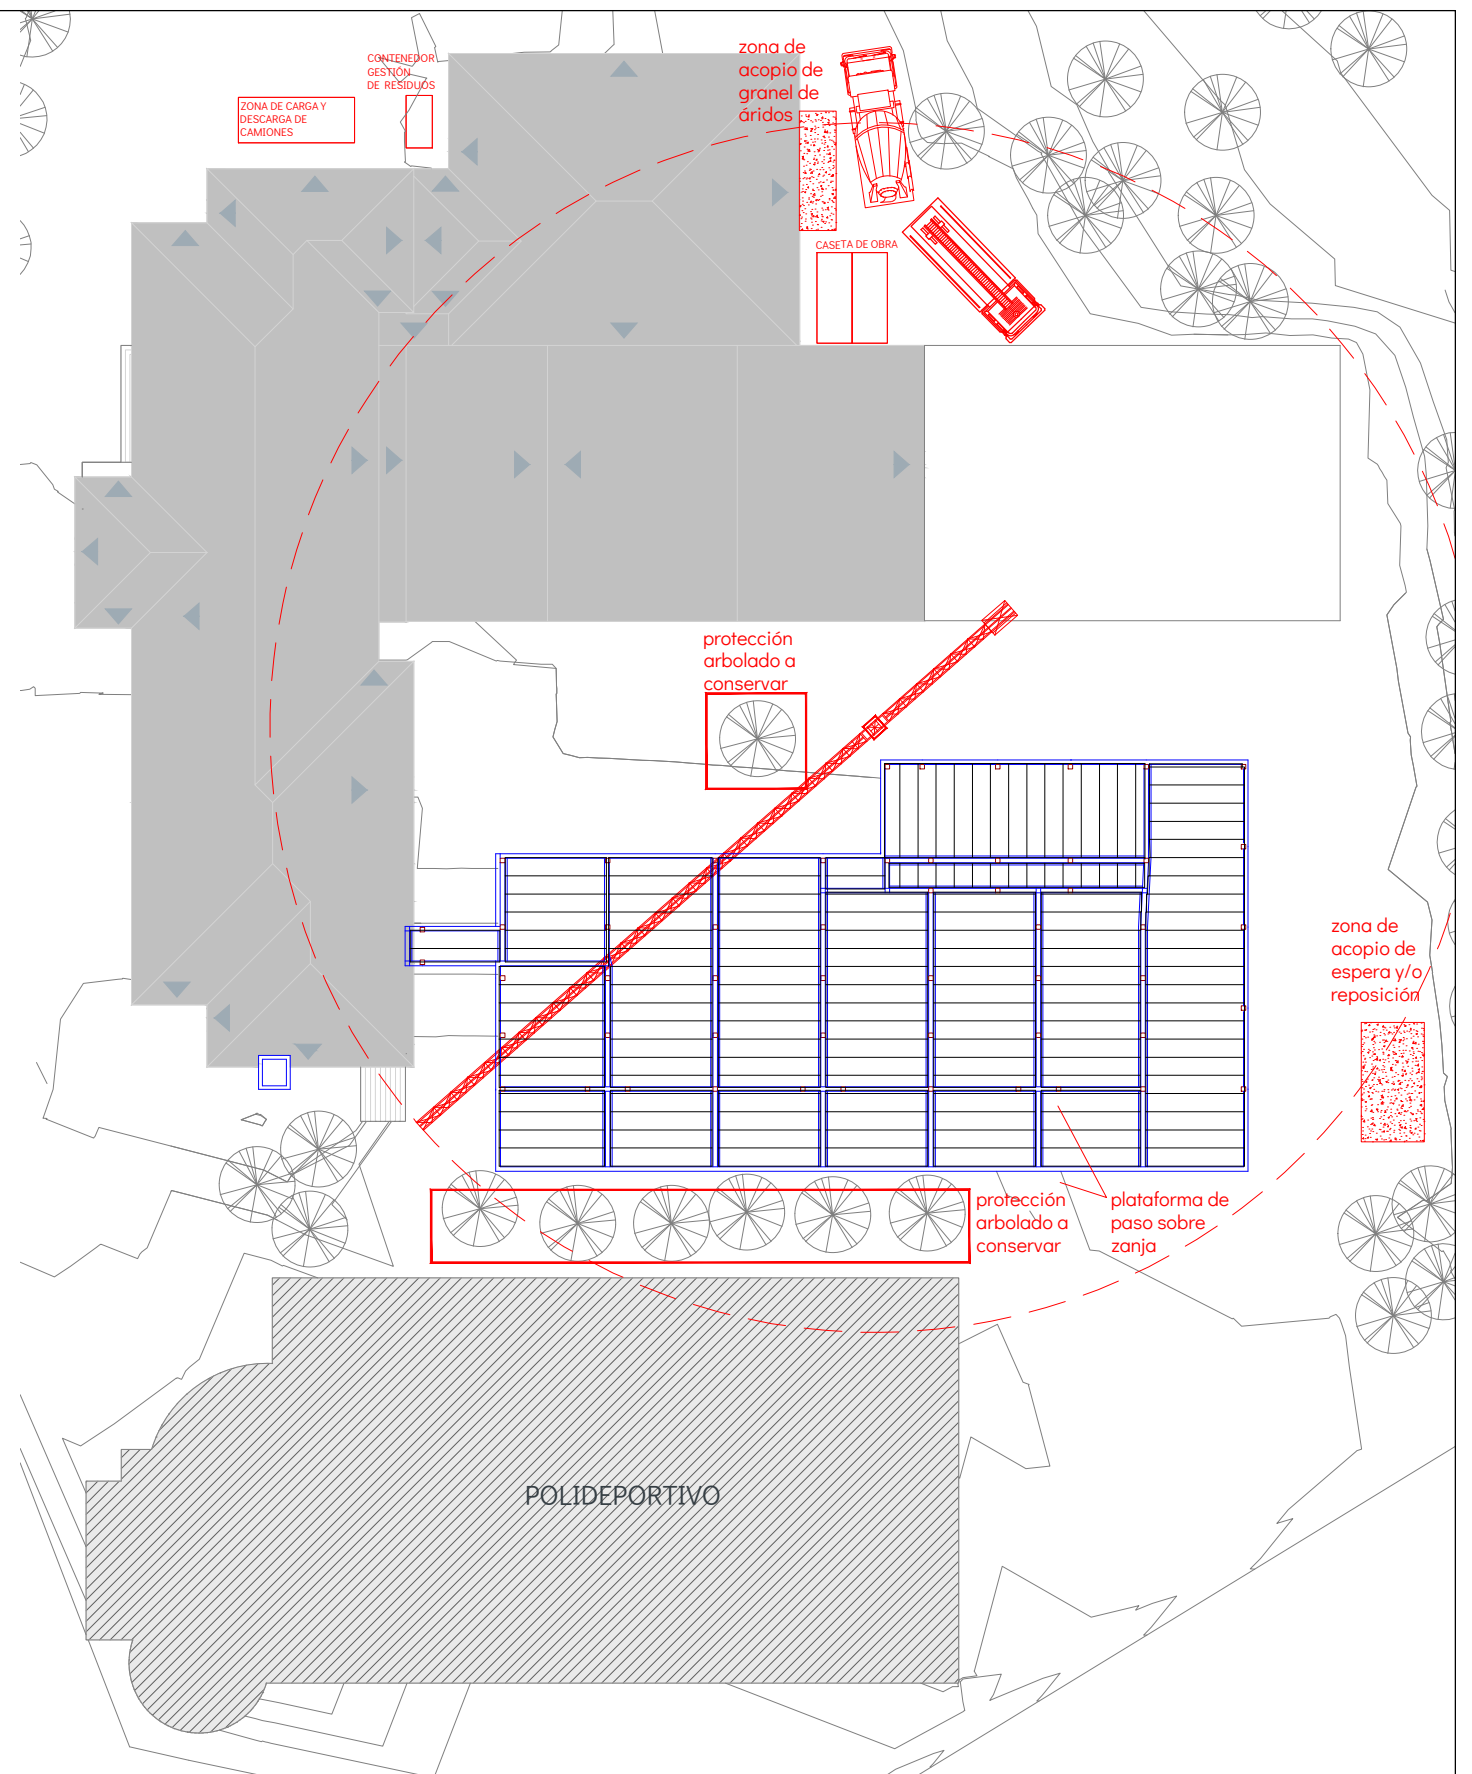 zona de
acopio de
granel de
áridos
CONTENEDOR
GESTIÓN
DE RESIDUOS
ZONA DE CARGA Y
DESCARGA DE
CAMIONES
CASETA DE OBRA
protección
arbolado a
conservar
zona de
acopio de
espera y/o
reposición
protección
arbolado a
conservar
plataforma de
paso sobre
zanja
POLIDEPORTIVO